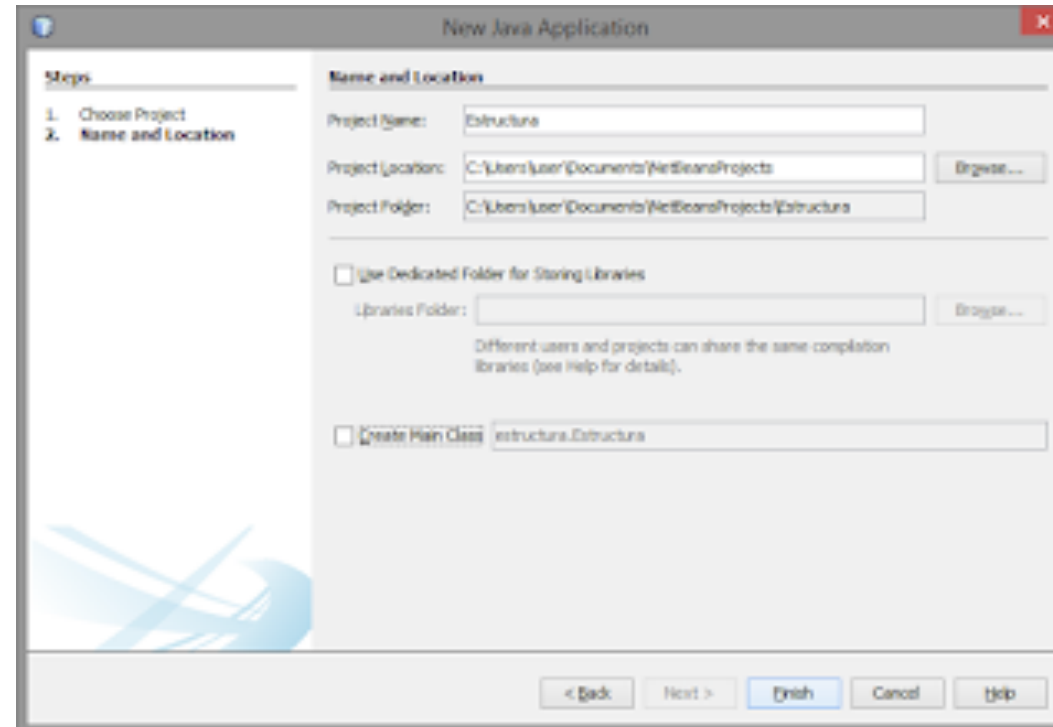 New Java Application
Steps
1. Choose Project
2. Name and Location
Name and Location
Project Name: Estructura
Project Location: C:\Users\user\Documents\NetBeansProjects Browse...
Project Folder: C:\Users\user\Documents\NetBeansProjects\Estructura
Use Dedicated Folder for Storing Libraries
Libraries Folder: Browse...
Different users and projects can share the same compilation
libraries (see Help for details).
Create Main Class estructura.Estructura
< Back Next > Finish Cancel Help